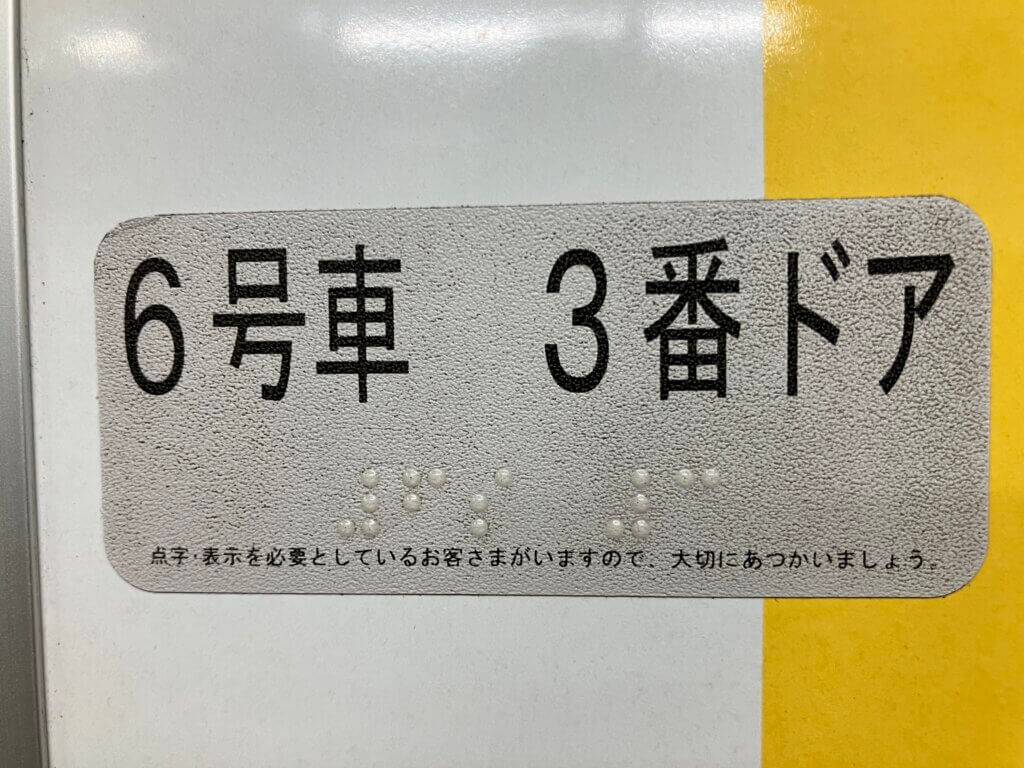 6号車 3番ドア
⠼⠋⠐⠡ ⠼⠉
点字・表示を必要としているお客さまがいますので、大切にあつかいましょう。